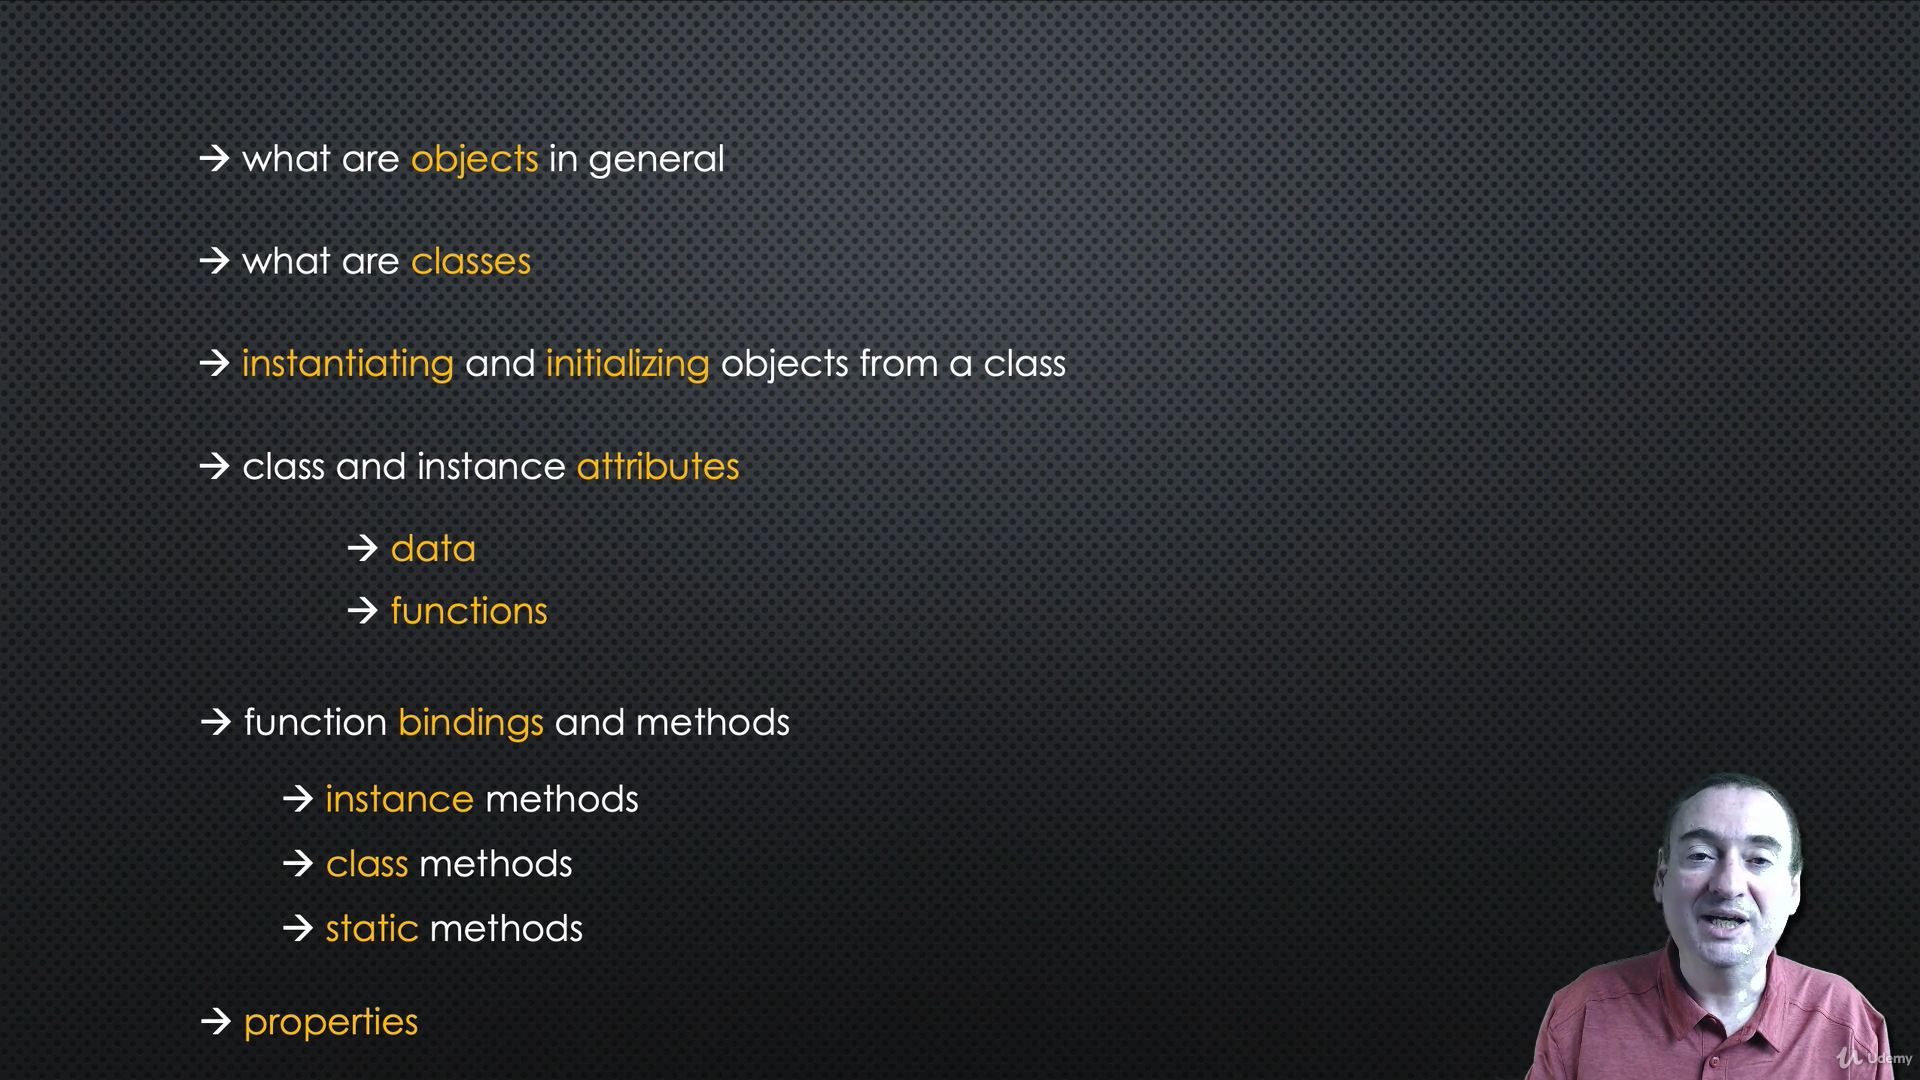 → what are objects in general
→ what are classes
→ instantiating and initializing objects from a class
→ class and instance attributes
→ data
→ functions
→ function bindings and methods
→ instance methods
→ class methods
→ static methods
→ properties
Udemy